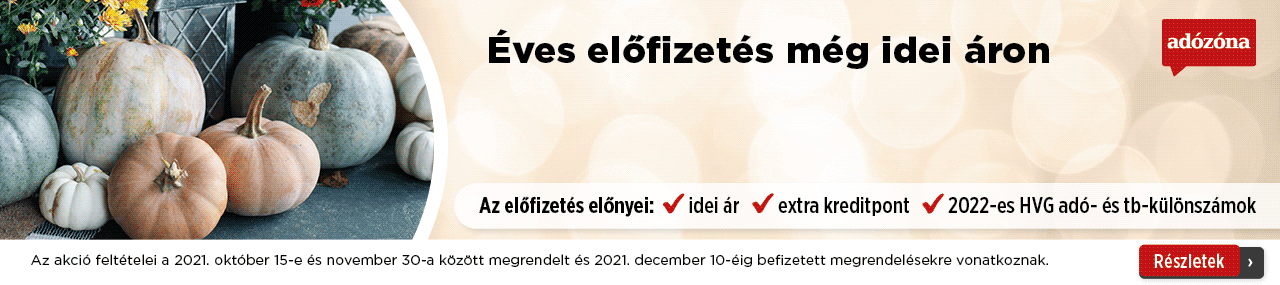 Éves előfizetés még idei áron
adózóna
Az előfizetés előnyei: idei ár extra kreditpont 2022-es HVG adó- és tb-különszámok
Az akció feltételei a 2021. október 15-e és november 30-a között megrendelt és 2021. december 10-éig befizetett megrendelésekre vonatkoznak.
Részletek ›